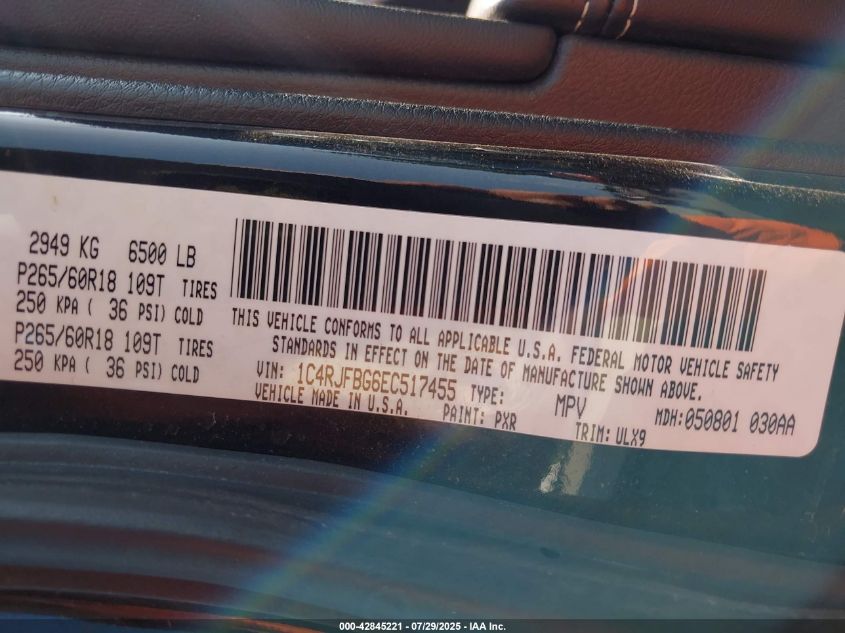 2949 KG 6500 LB
P265/60R18 109T TIRES
250 KPA ( 36 PSI) COLD
P265/60R18 109T TIRES
250 KPA ( 36 PSI) COLD
THIS VEHICLE CONFORMS TO ALL APPLICABLE U.S.A. FEDERAL MOTOR VEHICLE SAFETY
STANDARDS IN EFFECT ON THE DATE OF MANUFACTURE SHOWN ABOVE.
VIN: 1C4RJFBG6EC517455 TYPE: MPV MDH:050801 030AA
VEHICLE MADE IN U.S.A. PAINT: PXR TRIM: ULX9
000-42845221 - 07/29/2025 - IAA Inc.